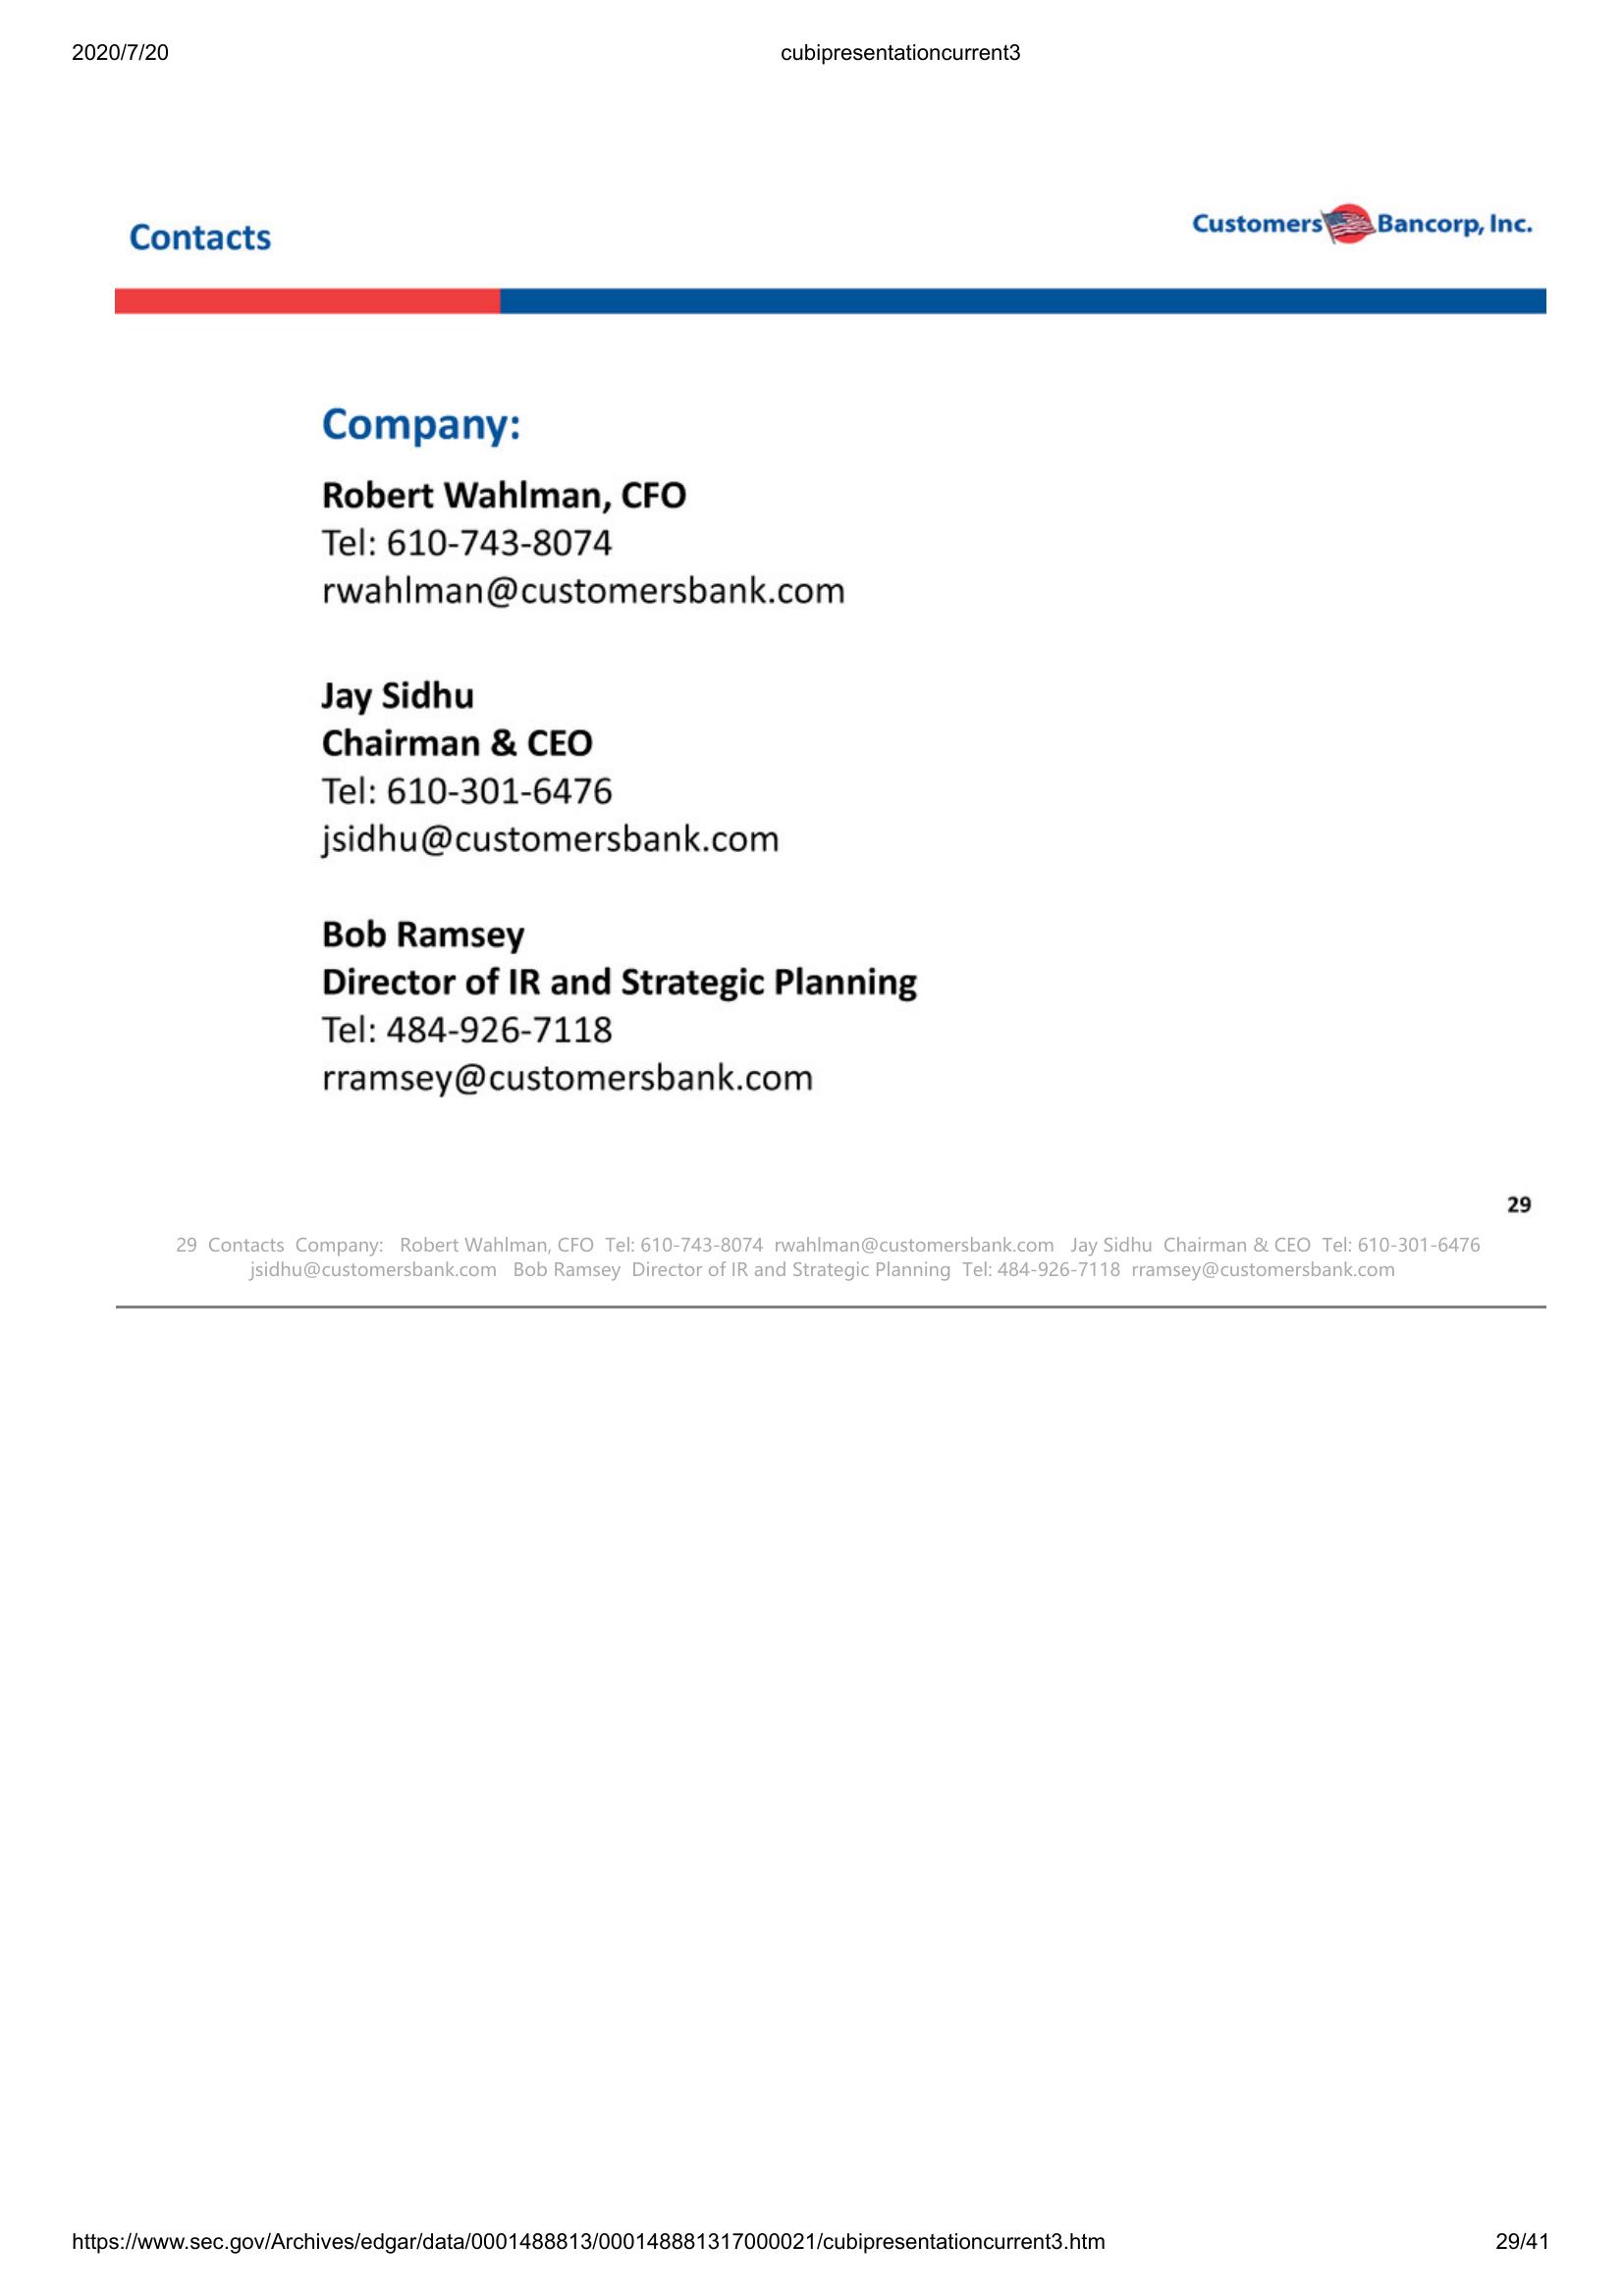 2020/7/20 cubipresentationcurrent3
Contacts
Customers Bancorp, Inc.
Company:
Robert Wahlman, CFO
Tel: 610-743-8074
rwahlman@customersbank.com
Jay Sidhu
Chairman & CEO
Tel: 610-301-6476
jsidhu@customersbank.com
Bob Ramsey
Director of IR and Strategic Planning
Tel: 484-926-7118
rramsey@customersbank.com
29
29 Contacts Company: Robert Wahlman, CFO Tel: 610-743-8074 rwahlman@customersbank.com Jay Sidhu Chairman & CEO Tel: 610-301-6476
jsidhu@customersbank.com Bob Ramsey Director of IR and Strategic Planning Tel: 484-926-7118 rramsey@customersbank.com
https://www.sec.gov/Archives/edgar/data/0001488813/000148881317000021/cubipresentationcurrent3.htm 29/41